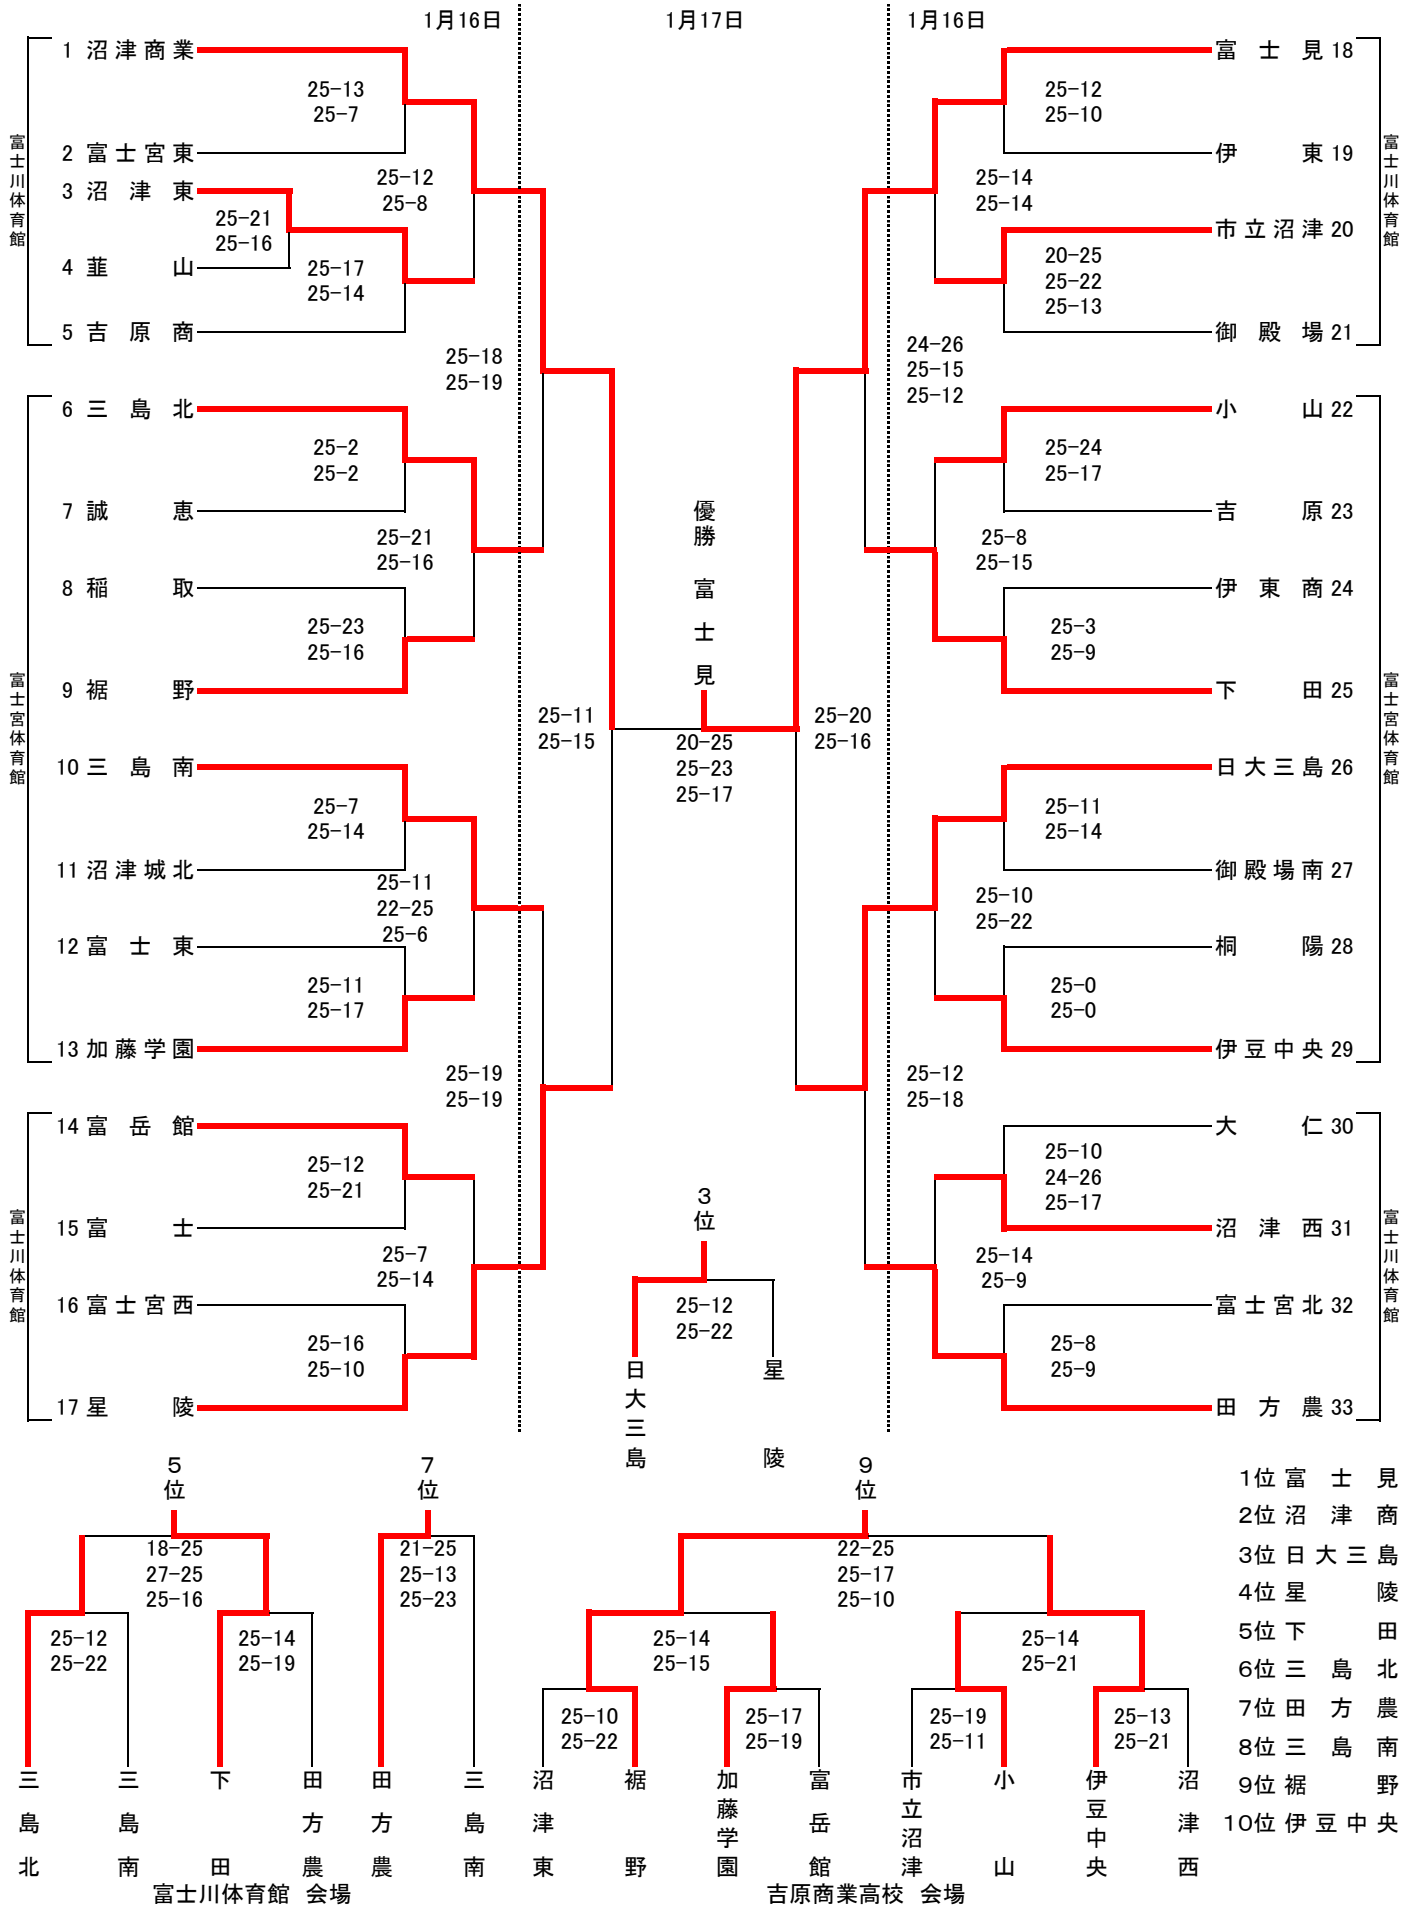 1月16日
1月17日
1月16日
富士川体育館
1 沼津商業
25-13
25-7
2 富士宮東
25-12
25-8
3 沼津東
25-21
25-16
4 韮山
25-17
25-14
5 吉原商
25-18
25-19
富士宮体育館
6 三島北
25-2
25-2
7 誠恵
25-21
25-16
8 稲取
25-23
25-16
9 裾野
25-11
25-15
10 三島南
25-7
25-14
11 沼津城北
25-11
22-25
25-6
12 富士東
25-11
25-17
13 加藤学園
25-19
25-19
富士川体育館
14 富岳館
25-12
25-21
15 富士
25-7
25-14
16 富士宮西
25-16
25-10
17 星陵
優勝 富士見
20-25
25-23
25-17
3位
25-12
25-22
日大三島
星陵
富士見 18
25-12
25-10
伊東 19
25-14
25-14
市立沼津 20
20-25
25-22
25-13
御殿場 21
富士川体育館
24-26
25-15
25-12
小山 22
25-24
25-17
吉原 23
25-8
25-15
伊東商 24
25-3
25-9
下田 25
富士宮体育館
25-20
25-16
日大三島 26
25-11
25-14
御殿場南 27
25-10
25-22
桐陽 28
25-0
25-0
伊豆中央 29
25-12
25-18
大仁 30
25-10
24-26
25-17
沼津西 31
富士川体育館
25-14
25-9
富士宮北 32
25-8
25-9
田方農 33
5位
18-25
27-25
25-16
25-12
25-22
25-14
25-19
三島北
三島南
下田
田方農
7位
21-25
25-13
25-23
田方農
三島南
富士川体育館 会場
9位
22-25
25-17
25-10
25-14
25-15
25-14
25-21
25-10
25-22
25-17
25-19
25-19
25-11
25-13
25-21
沼津東
裾野
加藤学園
富岳館
市立沼津
小山
伊豆中央
沼津西
吉原商業高校 会場
1位 富士見
2位 沼津商
3位 日大三島
4位 星陵
5位 下田
6位 三島北
7位 田方農
8位 三島南
9位 裾野
10位 伊豆中央